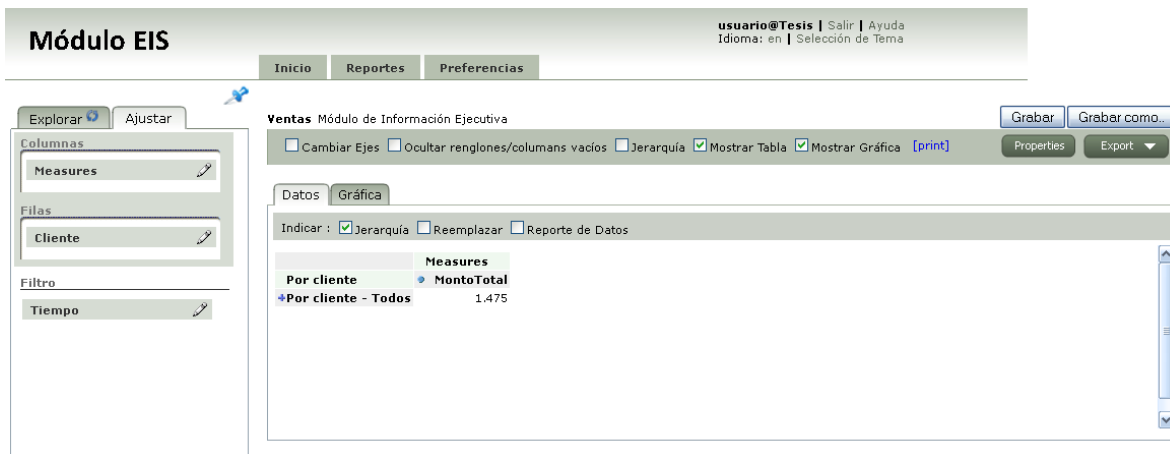 Módulo EIS
usuario@Tesis | Salir | Ayuda
Idioma: en | Selección de Tema
Inicio Reportes Preferencias
Explorar Ajustar
Columnas
Measures
Filas
Cliente
Filtro
Tiempo
Ventas Módulo de Información Ejecutiva
Grabar Grabar como..
Cambiar Ejes Ocultar renglones/columans vacíos Jerarquía Mostrar Tabla Mostrar Gráfica [print]
Properties Export
Datos Gráfica
Indicar : Jerarquía Reemplazar Reporte de Datos
Measures
Por cliente MontoTotal
+Por cliente - Todos 1.475